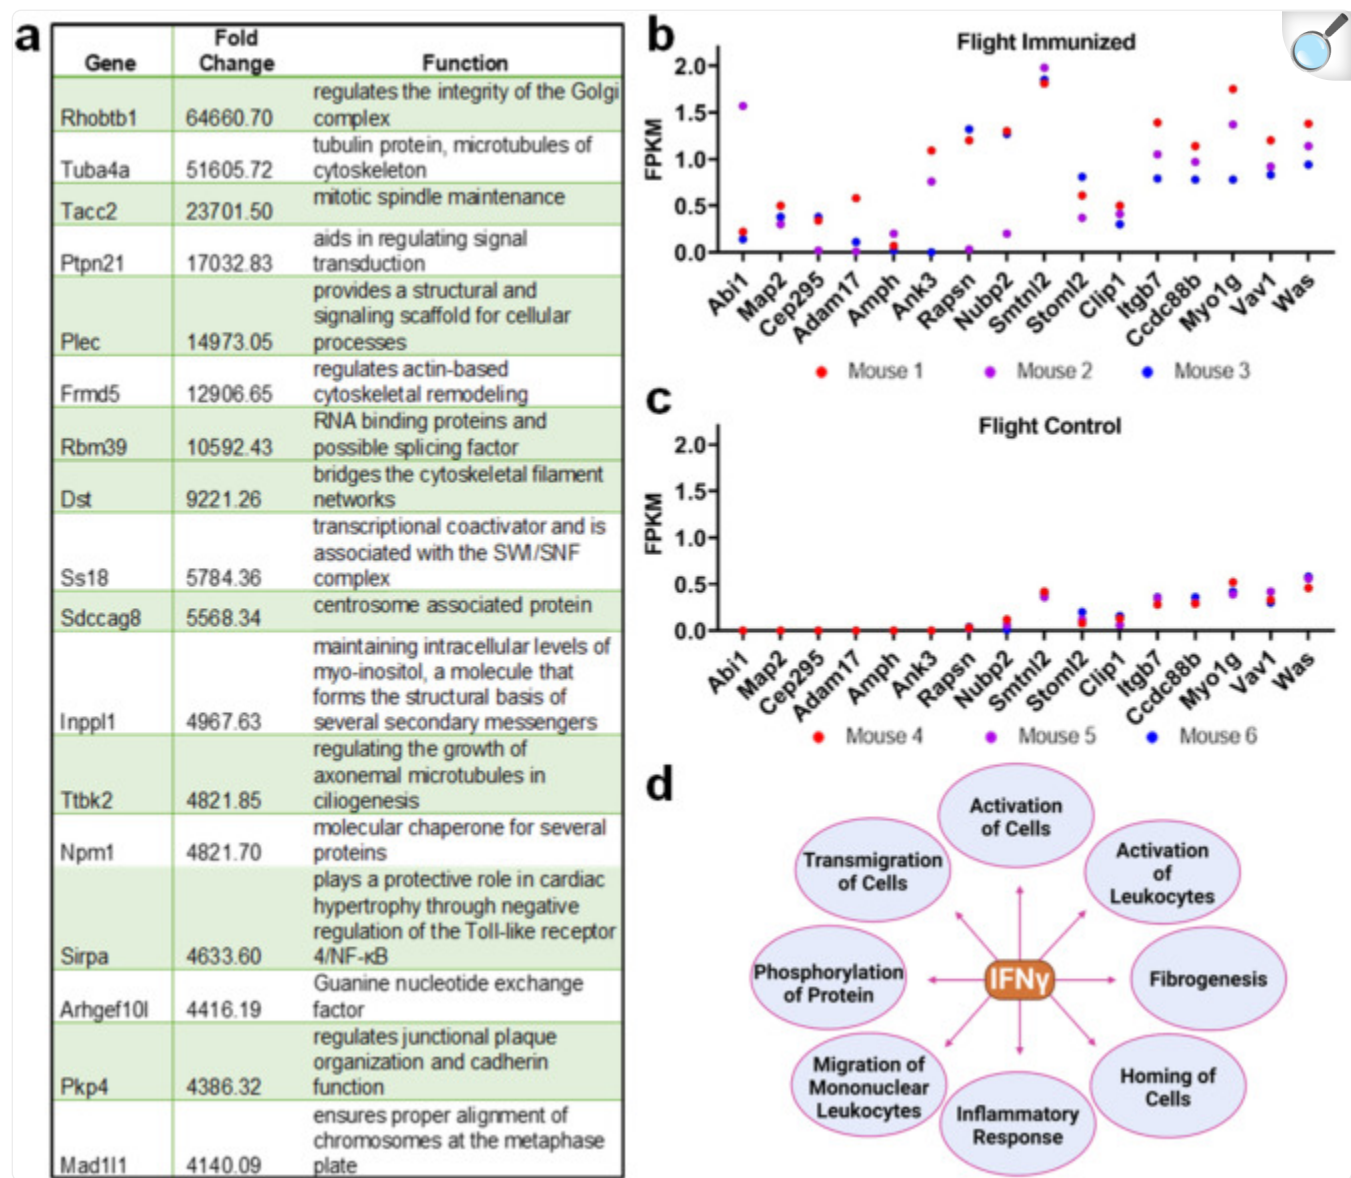 a
Gene Fold Change Function
Rhobtb1 64660.70 regulates the integrity of the Golgi
complex
Tuba4a 51605.72 tubulin protein, microtubules of
cytoskeleton
Tacc2 23701.50 mitotic spindle maintenance
Ptpn21 17032.83 aids in regulating signal
transduction
Plec 14973.05 provides a structural and
signaling scaffold for cellular
processes
Frmd5 12906.65 regulates actin-based
cytoskeletal remodeling
Rbm39 10592.43 RNA binding proteins and
possible splicing factor
Dst 9221.26 bridges the cytoskeletal filament
networks
Ss18 5784.36 transcriptional coactivator and is
associated with the SWI/SNF
complex
Sdccag8 5568.34 centrosome associated protein
Inppl1 4967.63 maintaining intracellular levels of
myo-inositol, a molecule that
forms the structural basis of
several secondary messengers
Ttbk2 4821.85 regulating the growth of
axonemal microtubules in
ciliogenesis
Npm1 4821.70 molecular chaperone for several
proteins
Sirpa 4633.60 plays a protective role in cardiac
hypertrophy through negative
regulation of the Toll-like receptor
4/NF-κB
Arhgef10l 4416.19 Guanine nucleotide exchange
factor
Pkp4 4386.32 regulates junctional plaque
organization and cadherin
function
Mad1l1 4140.09 ensures proper alignment of
chromosomes at the metaphase
plate
b
Flight Immunized
FPKM
2.0
1.5
1.0
0.5
0.0
Abi1 Map2 Cep295 Adam17 Amph Ank3 Rapsn Nubp2 Smtnl2 Stoml2 Clip1 Itgb7 Ccdc88b Myo1g Vav1 Was
Mouse 1 Mouse 2 Mouse 3
c
Flight Control
FPKM
2.0
1.5
1.0
0.5
0.0
Abi1 Map2 Cep295 Adam17 Amph Ank3 Rapsn Nubp2 Smtnl2 Stoml2 Clip1 Itgb7 Ccdc88b Myo1g Vav1 Was
Mouse 4 Mouse 5 Mouse 6
d
Activation
of Cells
Transmigration
of Cells
Activation
of
Leukocytes
Phosphorylation
of Protein
IFNγ
Fibrogenesis
Migration of
Mononuclear
Leukocytes
Inflammatory
Response
Homing of
Cells